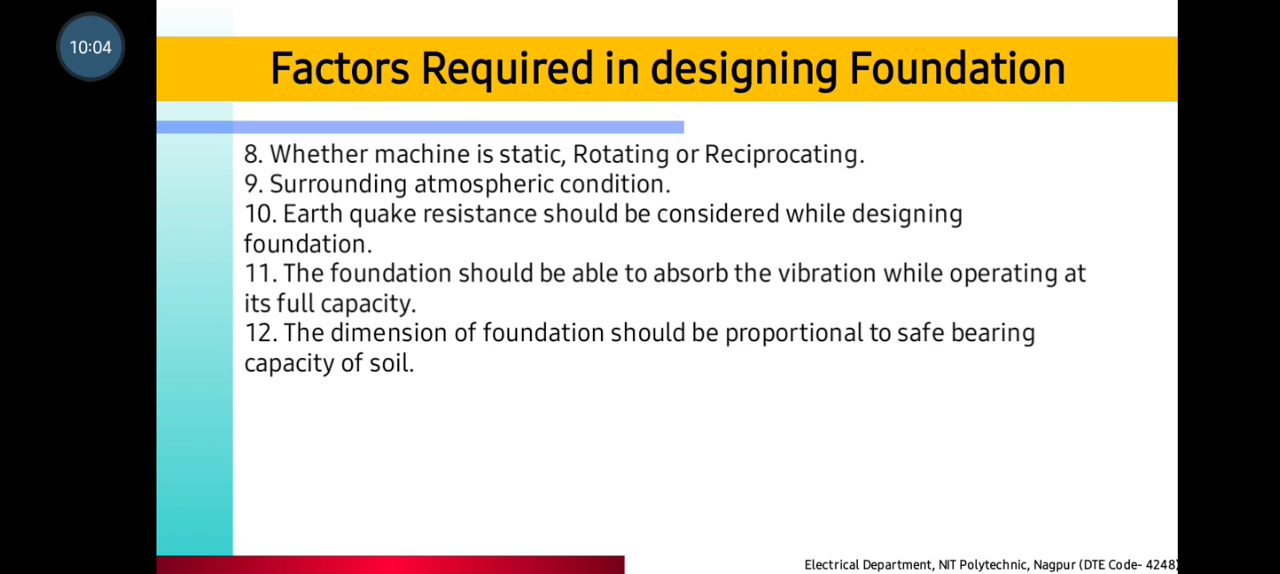 10:04
Factors Required in designing Foundation
8. Whether machine is static, Rotating or Reciprocating.
9. Surrounding atmospheric condition.
10. Earth quake resistance should be considered while designing
foundation.
11. The foundation should be able to absorb the vibration while operating at
its full capacity.
12. The dimension of foundation should be proportional to safe bearing
capacity of soil.
Electrical Department, NIT Polytechnic, Nagpur (DTE Code- 4248)